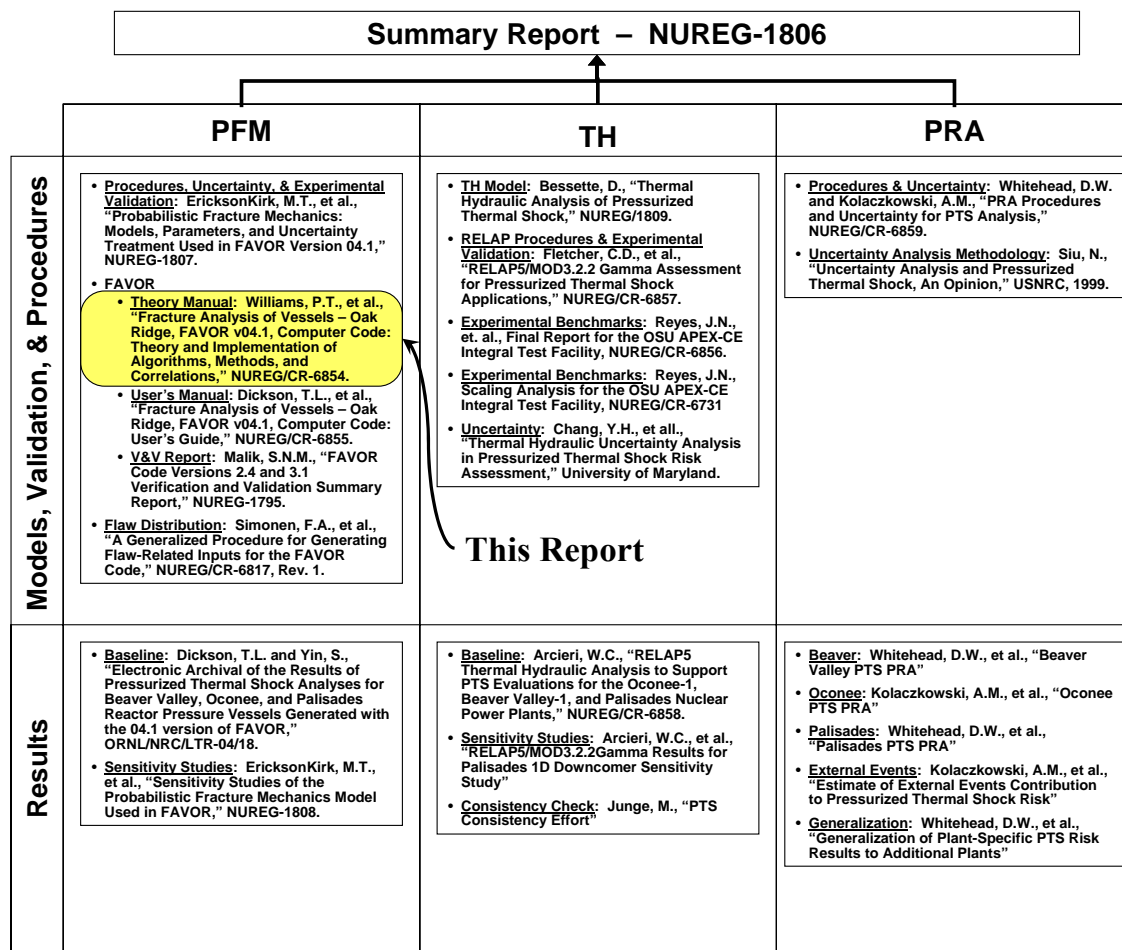 Summary Report – NUREG-1806
PFM
TH
PRA
Models, Validation, & Procedures
• Procedures, Uncertainty, & Experimental
Validation: EricksonKirk, M.T., et al.,
“Probabilistic Fracture Mechanics:
Models, Parameters, and Uncertainty
Treatment Used in FAVOR Version 04.1,”
NUREG-1807.
• FAVOR
• Theory Manual: Williams, P.T., et al.,
“Fracture Analysis of Vessels – Oak
Ridge, FAVOR v04.1, Computer Code:
Theory and Implementation of
Algorithms, Methods, and
Correlations,” NUREG/CR-6854.
• User’s Manual: Dickson, T.L., et al.,
“Fracture Analysis of Vessels – Oak
Ridge, FAVOR v04.1, Computer Code:
User’s Guide,” NUREG/CR-6855.
• V&V Report: Malik, S.N.M., “FAVOR
Code Versions 2.4 and 3.1
Verification and Validation Summary
Report,” NUREG-1795.
• Flaw Distribution: Simonen, F.A., et al.,
“A Generalized Procedure for Generating
Flaw-Related Inputs for the FAVOR
Code,” NUREG/CR-6817, Rev. 1.
• TH Model: Bessette, D., “Thermal
Hydraulic Analysis of Pressurized
Thermal Shock,” NUREG/1809.
• RELAP Procedures & Experimental
Validation: Fletcher, C.D., et al.,
“RELAP5/MOD3.2.2 Gamma Assessment
for Pressurized Thermal Shock
Applications,” NUREG/CR-6857.
• Experimental Benchmarks: Reyes, J.N.,
et. al., Final Report for the OSU APEX-CE
Integral Test Facility, NUREG/CR-6856.
• Experimental Benchmarks: Reyes, J.N.,
Scaling Analysis for the OSU APEX-CE
Integral Test Facility, NUREG/CR-6731
• Uncertainty: Chang, Y.H., et all.,
“Thermal Hydraulic Uncertainty Analysis
in Pressurized Thermal Shock Risk
Assessment,” University of Maryland.
This Report
• Procedures & Uncertainty: Whitehead, D.W.
and Kolaczkowski, A.M., “PRA Procedures
and Uncertainty for PTS Analysis,”
NUREG/CR-6859.
• Uncertainty Analysis Methodology: Siu, N.,
“Uncertainty Analysis and Pressurized
Thermal Shock, An Opinion,” USNRC, 1999.
Results
• Baseline: Dickson, T.L. and Yin, S.,
“Electronic Archival of the Results of
Pressurized Thermal Shock Analyses for
Beaver Valley, Oconee, and Palisades
Reactor Pressure Vessels Generated with
the 04.1 version of FAVOR,”
ORNL/NRC/LTR-04/18.
• Sensitivity Studies: EricksonKirk, M.T.,
et al., “Sensitivity Studies of the
Probabilistic Fracture Mechanics Model
Used in FAVOR,” NUREG-1808.
• Baseline: Arcieri, W.C., “RELAP5
Thermal Hydraulic Analysis to Support
PTS Evaluations for the Oconee-1,
Beaver Valley-1, and Palisades Nuclear
Power Plants,” NUREG/CR-6858.
• Sensitivity Studies: Arcieri, W.C., et al.,
“RELAP5/MOD3.2.2Gamma Results for
Palisades 1D Downcomer Sensitivity
Study”
• Consistency Check: Junge, M., “PTS
Consistency Effort”
• Beaver: Whitehead, D.W., et al., “Beaver
Valley PTS PRA”
• Oconee: Kolaczkowski, A.M., et al., “Oconee
PTS PRA”
• Palisades: Whitehead, D.W., et al.,
“Palisades PTS PRA”
• External Events: Kolaczkowski, A.M., et al.,
“Estimate of External Events Contribution
to Pressurized Thermal Shock Risk”
• Generalization: Whitehead, D.W., et al.,
“Generalization of Plant-Specific PTS Risk
Results to Additional Plants”